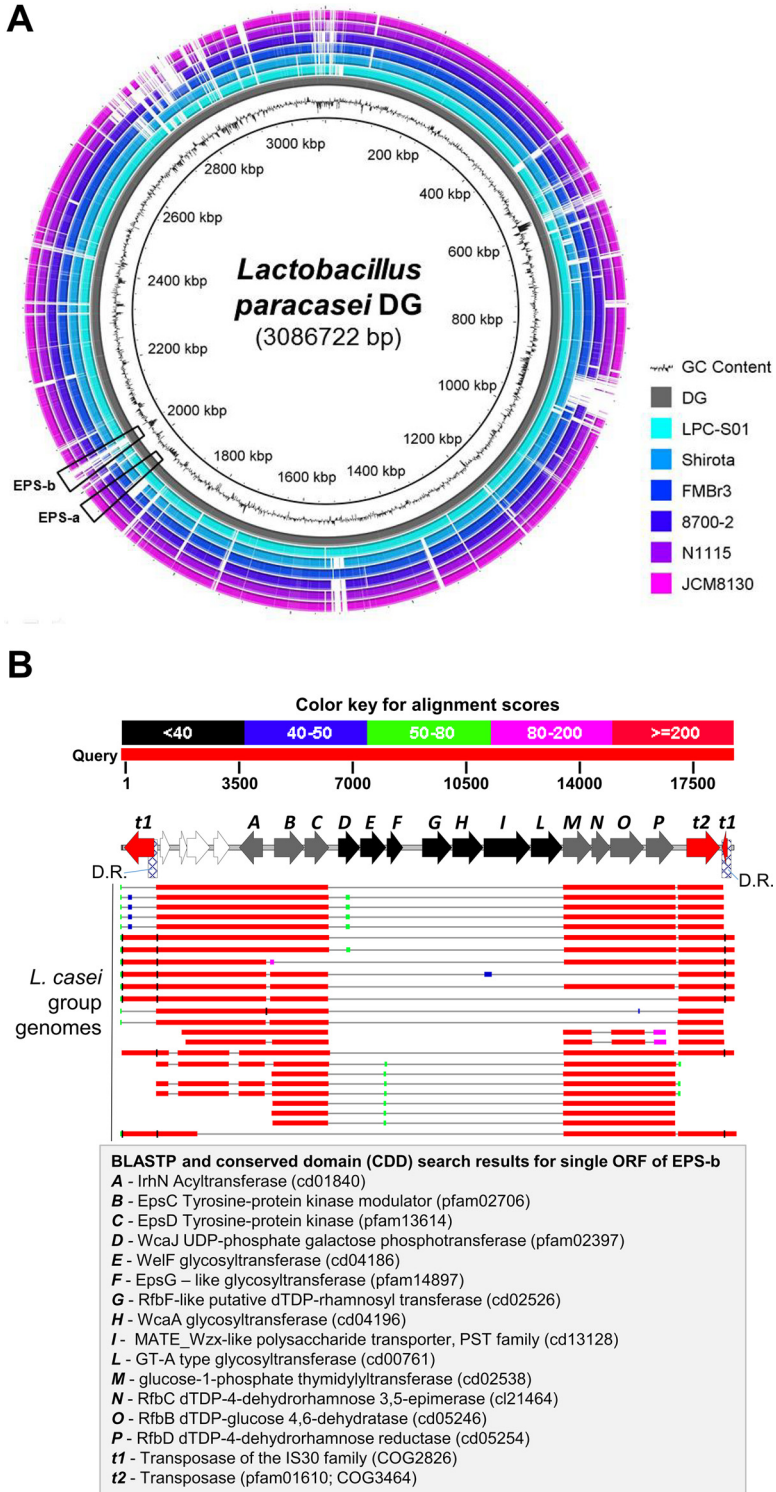 A
3000 kbp
200 kbp
400 kbp
600 kbp
800 kbp
1000 kbp
1200 kbp
1400 kbp
1600 kbp
1800 kbp
2000 kbp
2200 kbp
2400 kbp
2600 kbp
2800 kbp
Lactobacillus
paracasei DG
(3086722 bp)
EPS-b
EPS-a
GC Content
DG
LPC-S01
Shirota
FMBr3
8700-2
N1115
JCM8130
B
Color key for alignment scores
<40 40-50 50-80 80-200 >=200
Query
1 3500 7000 10500 14000 17500
t1 A B C D E F G H I L M N O P t2 t1
D.R. D.R.
L. casei
group
genomes
BLASTP and conserved domain (CDD) search results for single ORF of EPS-b
A - IrhN Acyltransferase (cd01840)
B - EpsC Tyrosine-protein kinase modulator (pfam02706)
C - EpsD Tyrosine-protein kinase (pfam13614)
D - WcaJ UDP-phosphate galactose phosphotransferase (pfam02397)
E - WelF glycosyltransferase (cd04186)
F - EpsG – like glycosyltransferase (pfam14897)
G - RfbF-like putative dTDP-rhamnosyl transferase (cd02526)
H - WcaA glycosyltransferase (cd04196)
I - MATE_Wzx-like polysaccharide transporter, PST family (cd13128)
L - GT-A type glycosyltransferase (cd00761)
M - glucose-1-phosphate thymidylyltransferase (cd02538)
N - RfbC dTDP-4-dehydrorhamnose 3,5-epimerase (cl21464)
O - RfbB dTDP-glucose 4,6-dehydratase (cd05246)
P - RfbD dTDP-4-dehydrorhamnose reductase (cd05254)
t1 - Transposase of the IS30 family (COG2826)
t2 - Transposase (pfam01610; COG3464)